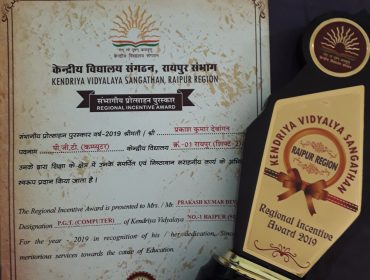 केन्द्रीय विद्यालय संगठन, रायपुर संभाग
KENDRIYA VIDYALAYA SANGATHAN, RAIPUR REGION
संभागीय प्रोत्साहन पुरस्कार
REGIONAL INCENTIVE AWARD
संभागीय प्रोत्साहन पुरस्कार वर्ष-2019 श्रीमती / श्री प्रकाश कुमार देवांगन
पदनाम पी.जी.टी. (कम्प्यूटर) केन्द्रीय विद्यालय क्र.-01 रायपुर (शिफ्ट-2)
उनके द्वारा शिक्षा के क्षेत्र में उनके समर्पित एवं निष्ठावान सराहनीय कार्य
स्वरूप प्रदान किया जाता है।
The Regional Incentive Award is presented to Mrs. / Mr. PRAKASH KUMAR
Designation P.G.T. (COMPUTER) of Kendriya Vidyalaya NO.-1 RAIPUR
For the year - 2019 in recognition of his / her dedication,
meritorious services towards the cause of Education.
KENDRIYA VIDYALYA SANGATHAN
RAIPUR REGION
Regional Incentive
Award 2019